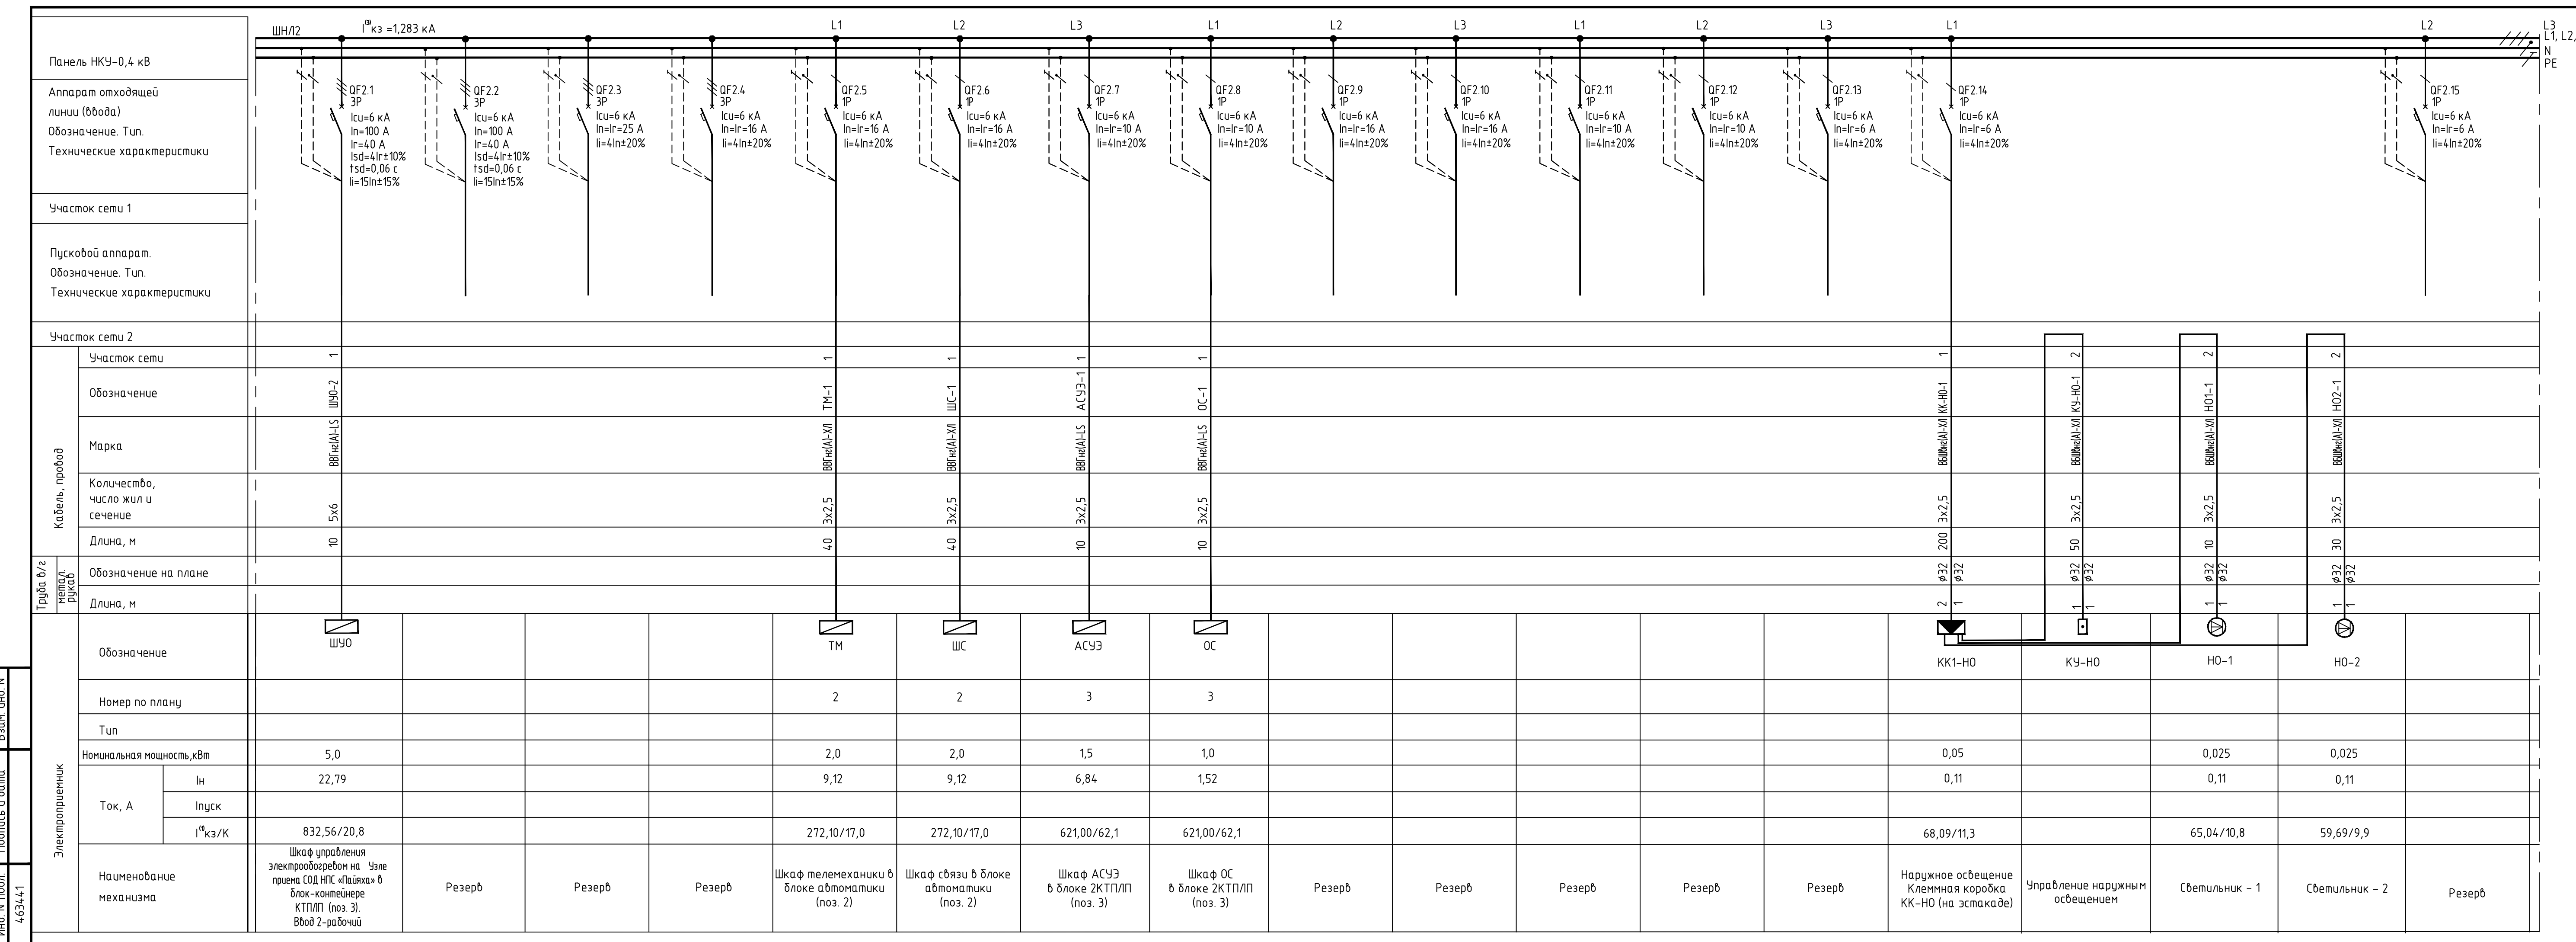 ШНЛ2
I⁽³⁾кз =1,283 кА
L1
L2
L3
L1
L2
L3
L1
L2
L3
L1
L2
L3
L1, L2,
N
PE
Панель НКУ-0,4 кВ
Аппарат отходящей
линии (ввода)
Обозначение. Тип.
Технические характеристики
QF2.1
3P
Icu=6 кА
In=100 А
Ir=40 А
Isd=4Ir±10%
tsd=0,06 с
Ii=15In±15%
QF2.2
3P
Icu=6 кА
In=100 А
Ir=40 А
Isd=4Ir±10%
tsd=0,06 с
Ii=15In±15%
QF2.3
3P
Icu=6 кА
In=Ir=25 А
Ii=4In±20%
QF2.4
3P
Icu=6 кА
In=Ir=16 А
Ii=4In±20%
QF2.5
1P
Icu=6 кА
In=Ir=16 А
Ii=4In±20%
QF2.6
1P
Icu=6 кА
In=Ir=16 А
Ii=4In±20%
QF2.7
1P
Icu=6 кА
In=Ir=10 А
Ii=4In±20%
QF2.8
1P
Icu=6 кА
In=Ir=10 А
Ii=4In±20%
QF2.9
1P
Icu=6 кА
In=Ir=16 А
Ii=4In±20%
QF2.10
1P
Icu=6 кА
In=Ir=16 А
Ii=4In±20%
QF2.11
1P
Icu=6 кА
In=Ir=10 А
Ii=4In±20%
QF2.12
1P
Icu=6 кА
In=Ir=10 А
Ii=4In±20%
QF2.13
1P
Icu=6 кА
In=Ir=6 А
Ii=4In±20%
QF2.14
1P
Icu=6 кА
In=Ir=6 А
Ii=4In±20%
QF2.15
1P
Icu=6 кА
In=Ir=6 А
Ii=4In±20%
Участок сети 1
Пусковой аппарат.
Обозначение. Тип.
Технические характеристики
Участок сети 2
Кабель, провод
Участок сети
1 1 1 1 1 1 2 2 2
Обозначение
ШУО-2 ТМ-1 ШС-1 АСУЭ-1 ОС-1 КК-НО-1 КУ-НО-1 НО1-1 НО2-1
Марка
ВВГнг(А)-LS ВВГнг(А)-ХЛ ВВГнг(А)-ХЛ ВВГнг(А)-LS ВВГнг(А)-LS ВБШвнг(А)-ХЛ ВБШвнг(А)-ХЛ ВБШвнг(А)-ХЛ ВБШвнг(А)-ХЛ
Количество,
число жил и
сечение
5х6 3х2,5 3х2,5 3х2,5 3х2,5 3х2,5 3х2,5 3х2,5 3х2,5
Длина, м
10 40 40 10 10 200 50 10 30
Труба в/г
метал.
рукав
Обозначение на плане
ø32 ø32 ø32 ø32 ø32 ø32 ø32 ø32
Длина, м
2 1 1 1 1 1 1 1
Электроприемник
Обозначение
ШУО ТМ ШС АСУЭ ОС КК1-НО КУ-НО НО-1 НО-2
Номер по плану
2 2 3 3
Тип
Номинальная мощность,кВт
5,0 2,0 2,0 1,5 1,0 0,05 0,025 0,025
Ток, А
Iн
22,79 9,12 9,12 6,84 1,52 0,11 0,11 0,11
Iпуск
I⁽¹⁾кз/К
832,56/20,8 272,10/17,0 272,10/17,0 621,00/62,1 621,00/62,1 68,09/11,3 65,04/10,8 59,69/9,9
Наименование
механизма
Шкаф управления
электрообогревом на Узле
приема СОД НПС «Пайяха» в
блок-контейнере
КТПЛП (поз. 3).
Ввод 2-рабочий
Резерв
Резерв
Резерв
Шкаф телемеханики в
блоке автоматики
(поз. 2)
Шкаф связи в блоке
автоматики
(поз. 2)
Шкаф АСУЭ
в блоке 2КТПЛП
(поз. 3)
Шкаф ОС
в блоке 2КТПЛП
(поз. 3)
Резерв
Резерв
Резерв
Резерв
Резерв
Наружное освещение
Клеммная коробка
КК-НО (на эстакаде)
Управление наружным
освещением
Светильник - 1
Светильник - 2
Резерв
463441